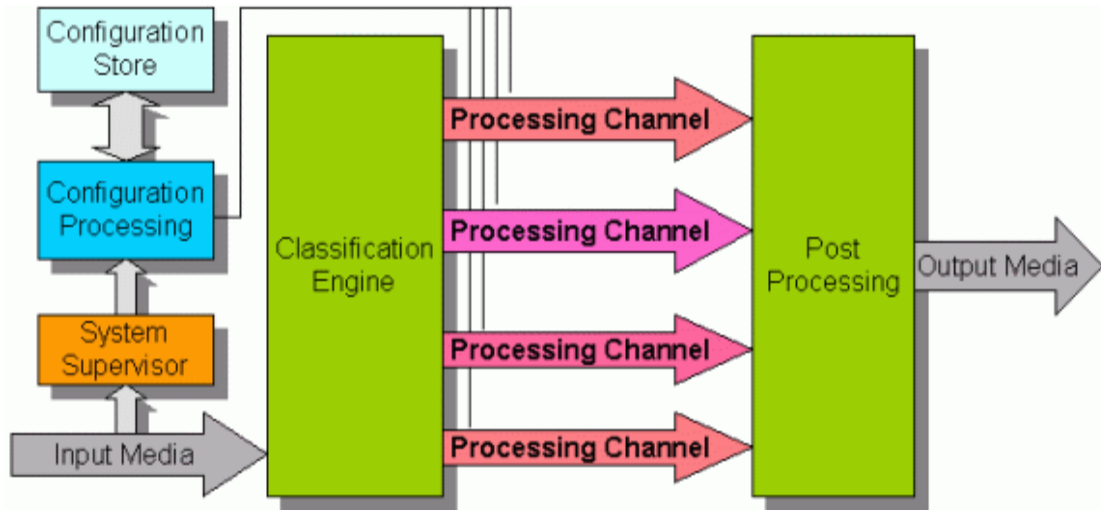 Configuration
Store
Configuration
Processing
System
Supervisor
Input Media
Classification
Engine
Processing Channel
Processing Channel
Processing Channel
Processing Channel
Post
Processing
Output Media